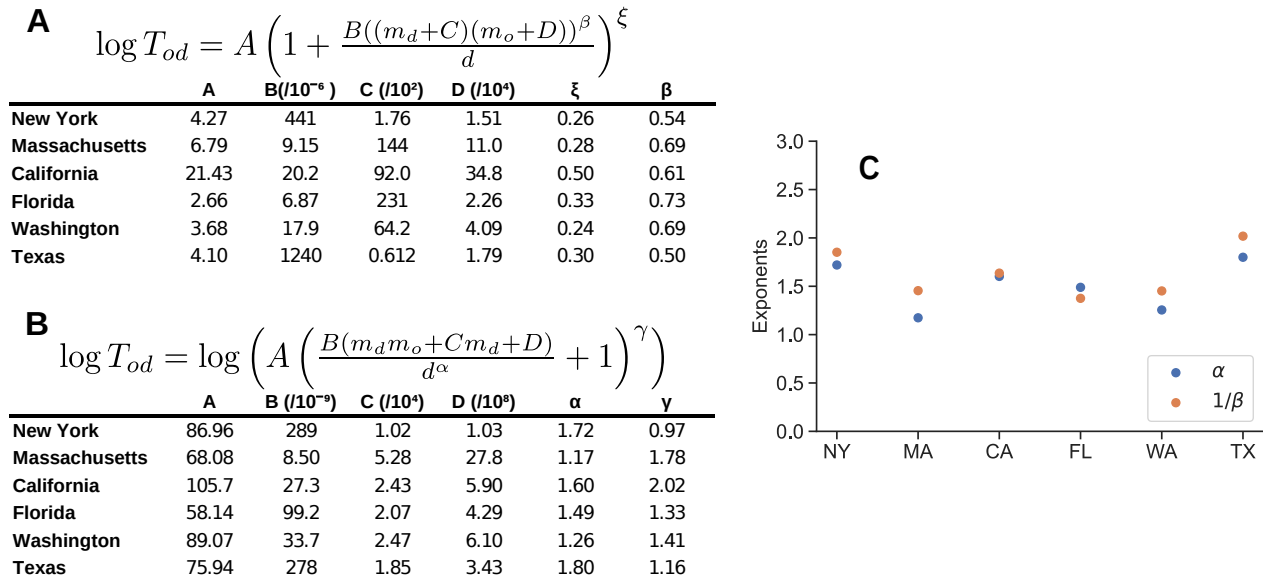 A
log T_od = A (1 + B((m_d+C)(m_o+D))^β / d)^ξ
A B(/10⁻⁶ ) C (/10²) D (/10⁴) ξ β
New York 4.27 441 1.76 1.51 0.26 0.54
Massachusetts 6.79 9.15 144 11.0 0.28 0.69
California 21.43 20.2 92.0 34.8 0.50 0.61
Florida 2.66 6.87 231 2.26 0.33 0.73
Washington 3.68 17.9 64.2 4.09 0.24 0.69
Texas 4.10 1240 0.612 1.79 0.30 0.50
B
log T_od = log (A (B(m_d m_o+Cm_d+D) / d^α + 1)^γ)
A B (/10⁻⁹) C (/10⁴) D (/10⁸) α γ
New York 86.96 289 1.02 1.03 1.72 0.97
Massachusetts 68.08 8.50 5.28 27.8 1.17 1.78
California 105.7 27.3 2.43 5.90 1.60 2.02
Florida 58.14 99.2 2.07 4.29 1.49 1.33
Washington 89.07 33.7 2.47 6.10 1.26 1.41
Texas 75.94 278 1.85 3.43 1.80 1.16
C
Exponents
3.0
2.5
2.0
1.5
1.0
0.5
0.0
NY MA CA FL WA TX
α
1/β